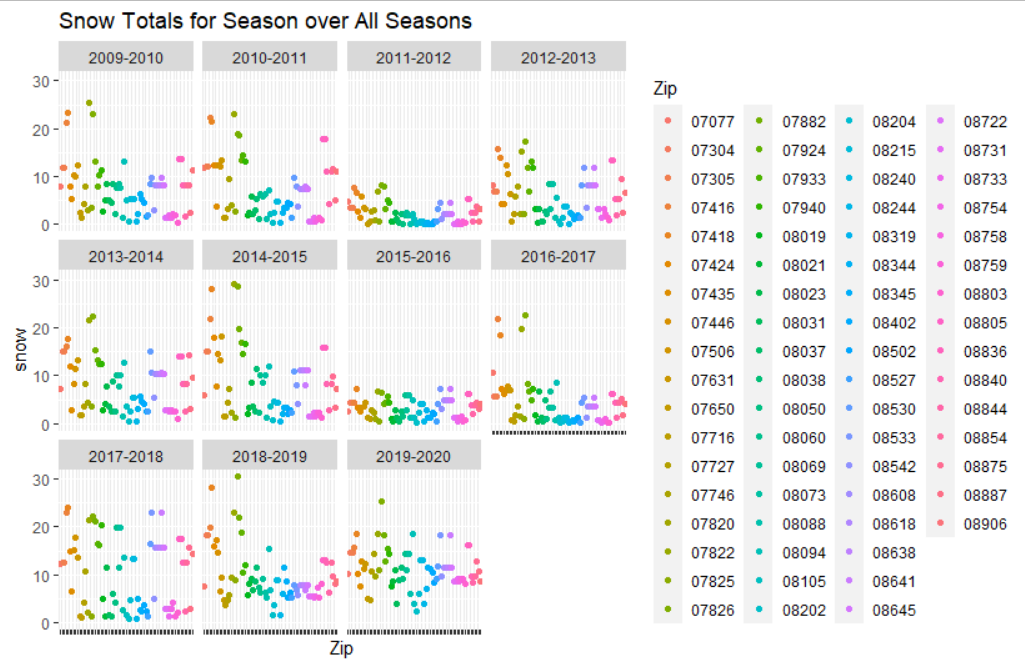 Snow Totals for Season over All Seasons
2009-2010 2010-2011 2011-2012 2012-2013
30
20
10
0
2013-2014 2014-2015 2015-2016 2016-2017
30
20
10
0
2017-2018 2018-2019 2019-2020
30
20
10
0
snow
Zip
Zip
07077 07882 08204 08722
07304 07924 08215 08731
07305 07933 08240 08733
07416 07940 08244 08754
07418 08019 08319 08758
07424 08021 08344 08759
07435 08023 08345 08803
07446 08031 08402 08805
07506 08037 08502 08836
07631 08038 08527 08840
07650 08050 08530 08844
07716 08060 08533 08854
07727 08069 08542 08875
07746 08073 08608 08887
07820 08088 08618 08906
07822 08094 08638
07825 08105 08641
07826 08202 08645